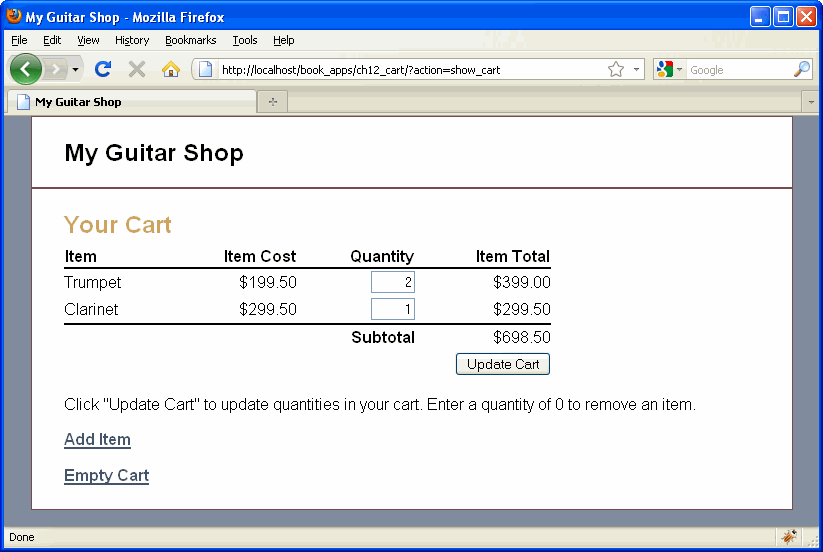 My Guitar Shop - Mozilla Firefox
File Edit View History Bookmarks Tools Help
http://localhost/book_apps/ch12_cart/?action=show_cart Google
My Guitar Shop
My Guitar Shop
Your Cart
Item Item Cost Quantity Item Total
Trumpet $199.50 2 $399.00
Clarinet $299.50 1 $299.50
Subtotal $698.50
Update Cart
Click "Update Cart" to update quantities in your cart. Enter a quantity of 0 to remove an item.
Add Item
Empty Cart
Done